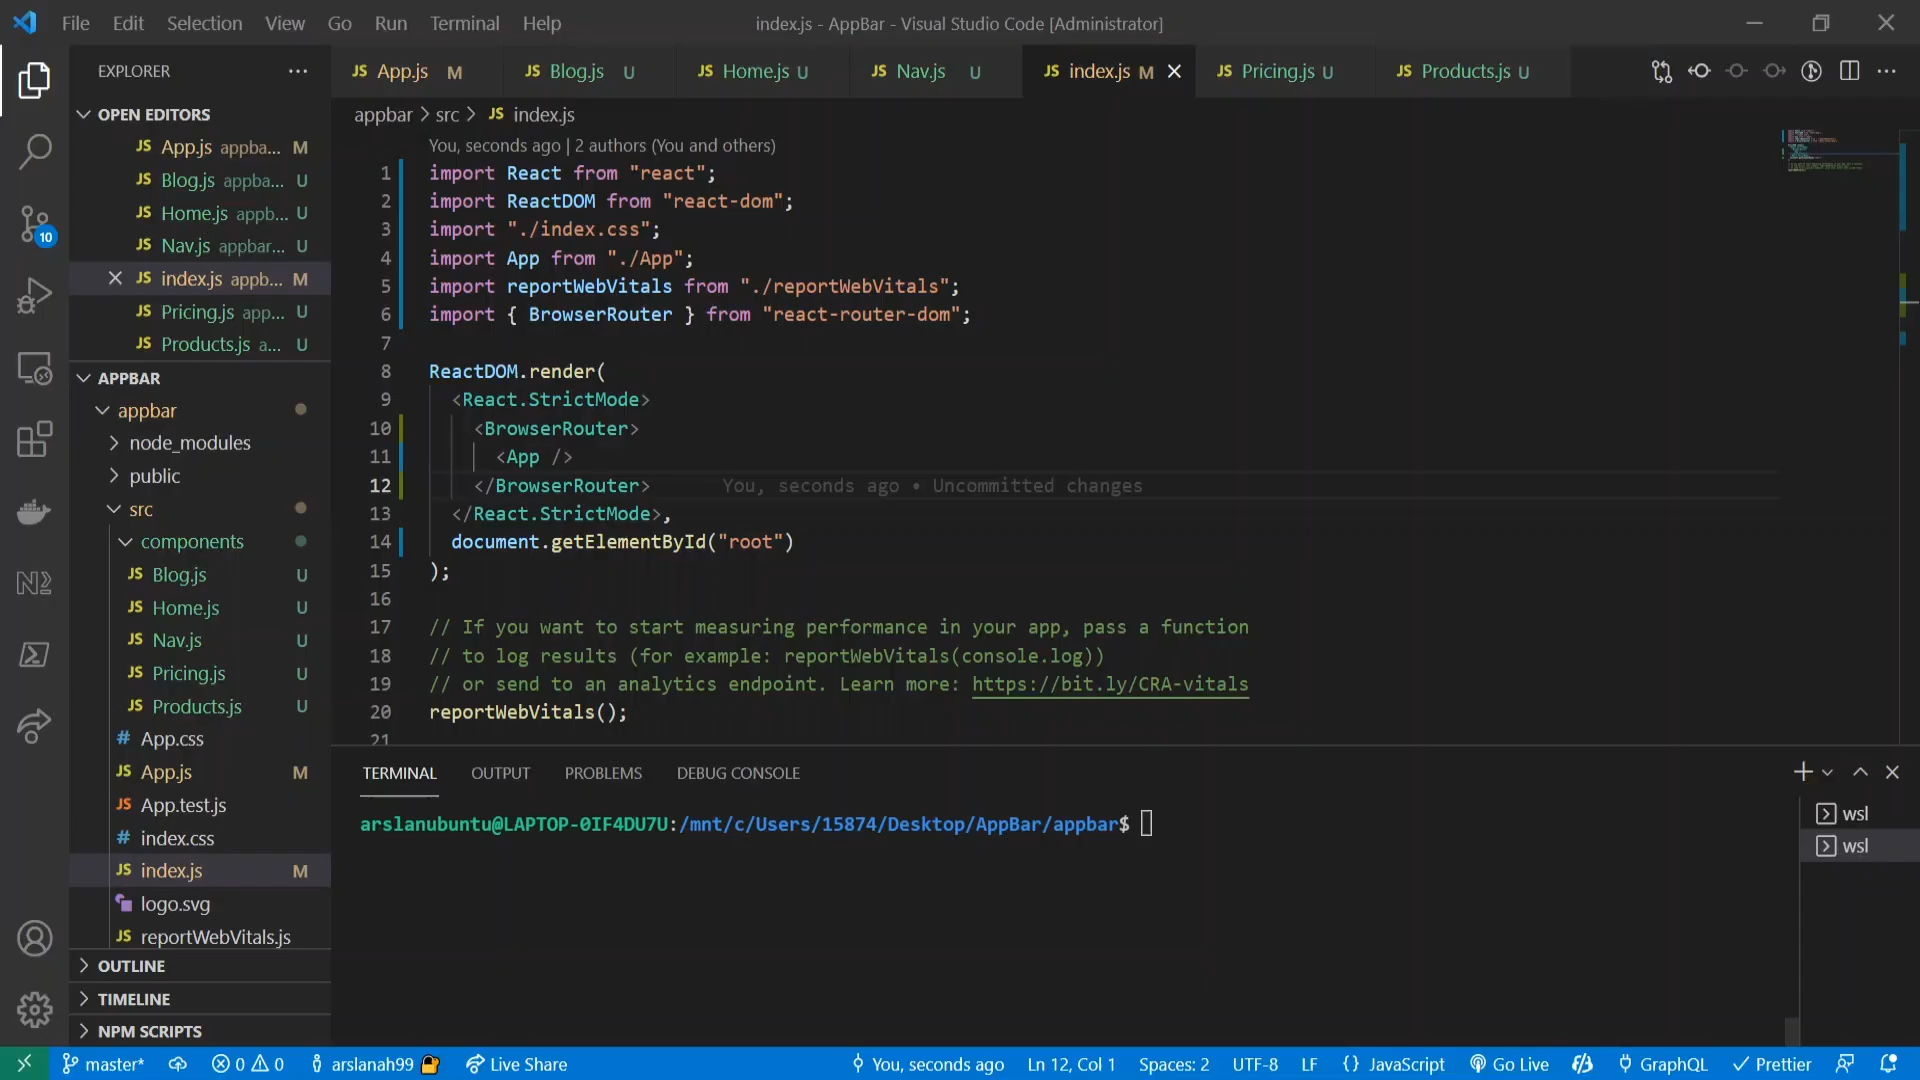 File Edit Selection View Go Run Terminal Help
index.js - AppBar - Visual Studio Code [Administrator]
EXPLORER
OPEN EDITORS
JS App.js appba... M
JS Blog.js appba... U
JS Home.js appb... U
JS Nav.js appbar... U
JS index.js appb... M
JS Pricing.js app... U
JS Products.js a... U
APPBAR
appbar
node_modules
public
src
components
JS Blog.js U
JS Home.js U
JS Nav.js U
JS Pricing.js U
JS Products.js U
# App.css
JS App.js M
JS App.test.js
# index.css
JS index.js M
logo.svg
JS reportWebVitals.js
OUTLINE
TIMELINE
NPM SCRIPTS
10
JS App.js M
JS Blog.js U
JS Home.js U
JS Nav.js U
JS index.js M
JS Pricing.js U
JS Products.js U
appbar > src > JS index.js
You, seconds ago | 2 authors (You and others)
1 import React from "react";
2 import ReactDOM from "react-dom";
3 import "./index.css";
4 import App from "./App";
5 import reportWebVitals from "./reportWebVitals";
6 import { BrowserRouter } from "react-router-dom";
7
8 ReactDOM.render(
9 <React.StrictMode>
10 <BrowserRouter>
11 <App />
12 </BrowserRouter> You, seconds ago • Uncommitted changes
13 </React.StrictMode>,
14 document.getElementById("root")
15 );
16
17 // If you want to start measuring performance in your app, pass a function
18 // to log results (for example: reportWebVitals(console.log))
19 // or send to an analytics endpoint. Learn more: https://bit.ly/CRA-vitals
20 reportWebVitals();
21
TERMINAL OUTPUT PROBLEMS DEBUG CONSOLE
arslanubuntu@LAPTOP-0IF4DU7U:/mnt/c/Users/15874/Desktop/AppBar/appbar$
wsl
wsl
master* 0 0 arslanah99 Live Share
You, seconds ago Ln 12, Col 1 Spaces: 2 UTF-8 LF {} JavaScript Go Live GraphQL Prettier